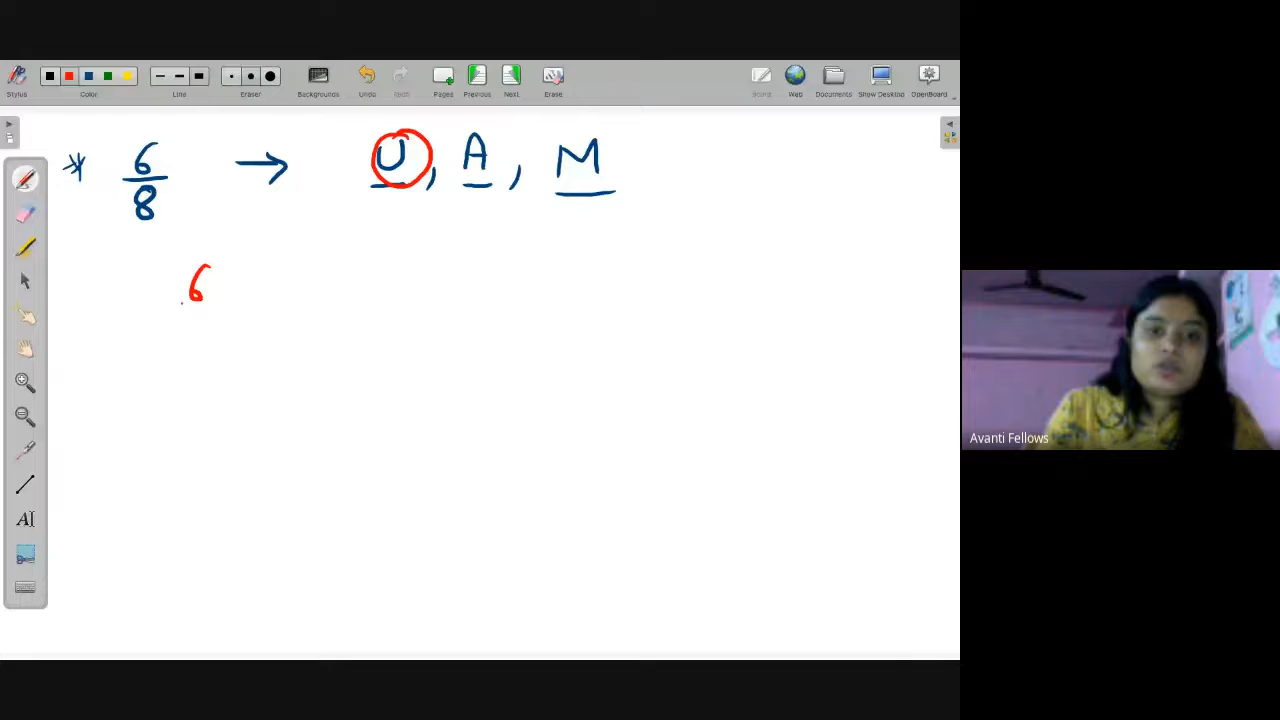 Stylus Color Line Eraser Backgrounds Undo Redo Pages Previous Next Erase Board Web Documents Show Desktop OpenBoard
* 6/8 → U, A, M
6
Avanti Fellows